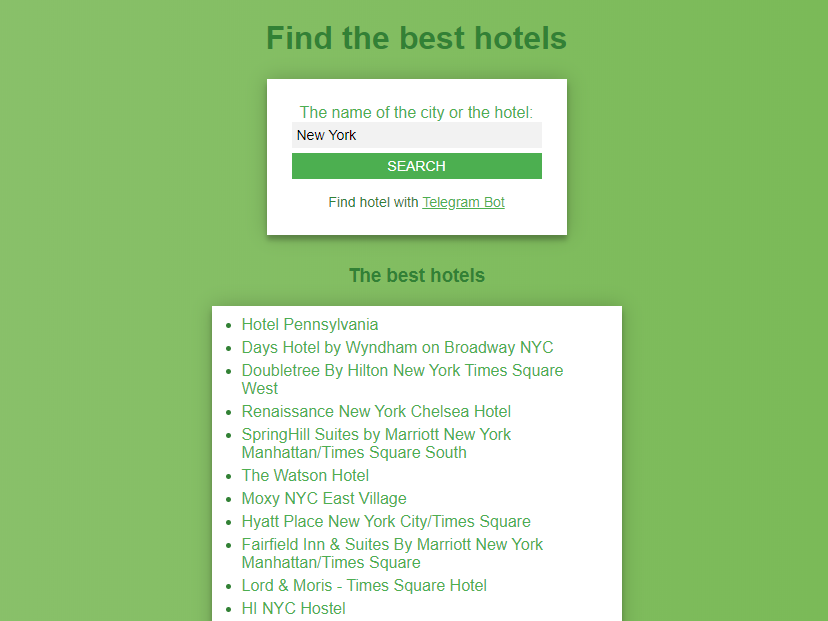 Find the best hotels
The name of the city or the hotel:
New York
SEARCH
Find hotel with Telegram Bot
The best hotels
Hotel Pennsylvania
Days Hotel by Wyndham on Broadway NYC
Doubletree By Hilton New York Times Square
West
Renaissance New York Chelsea Hotel
SpringHill Suites by Marriott New York
Manhattan/Times Square South
The Watson Hotel
Moxy NYC East Village
Hyatt Place New York City/Times Square
Fairfield Inn & Suites By Marriott New York
Manhattan/Times Square
Lord & Moris - Times Square Hotel
HI NYC Hostel